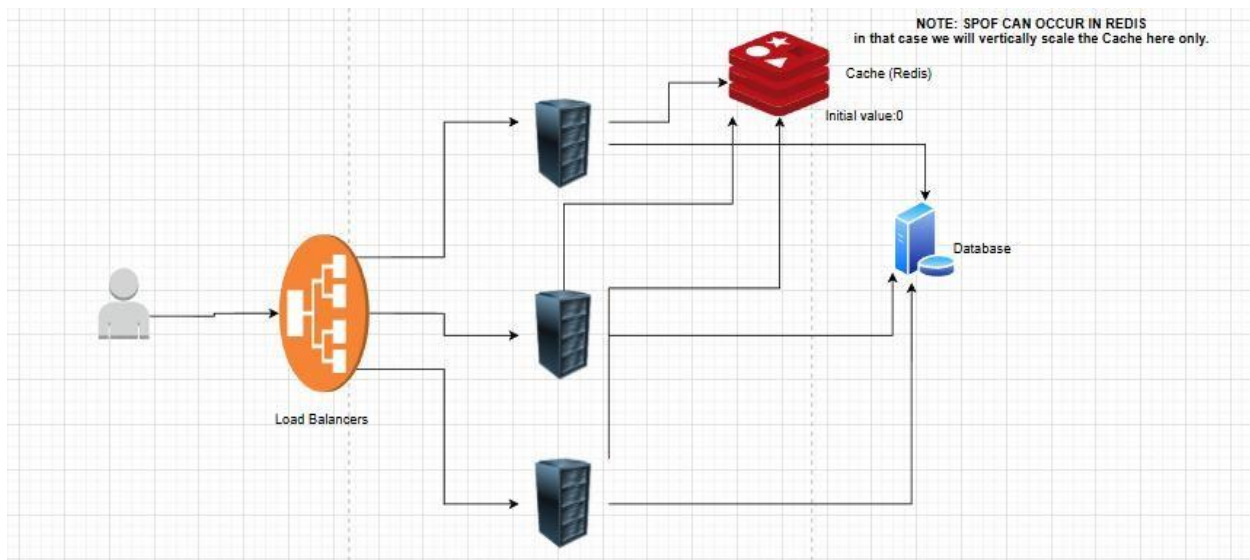 NOTE: SPOF CAN OCCUR IN REDIS
in that case we will vertically scale the Cache here only.
Cache (Redis)
Initial value:0
Database
Load Balancers